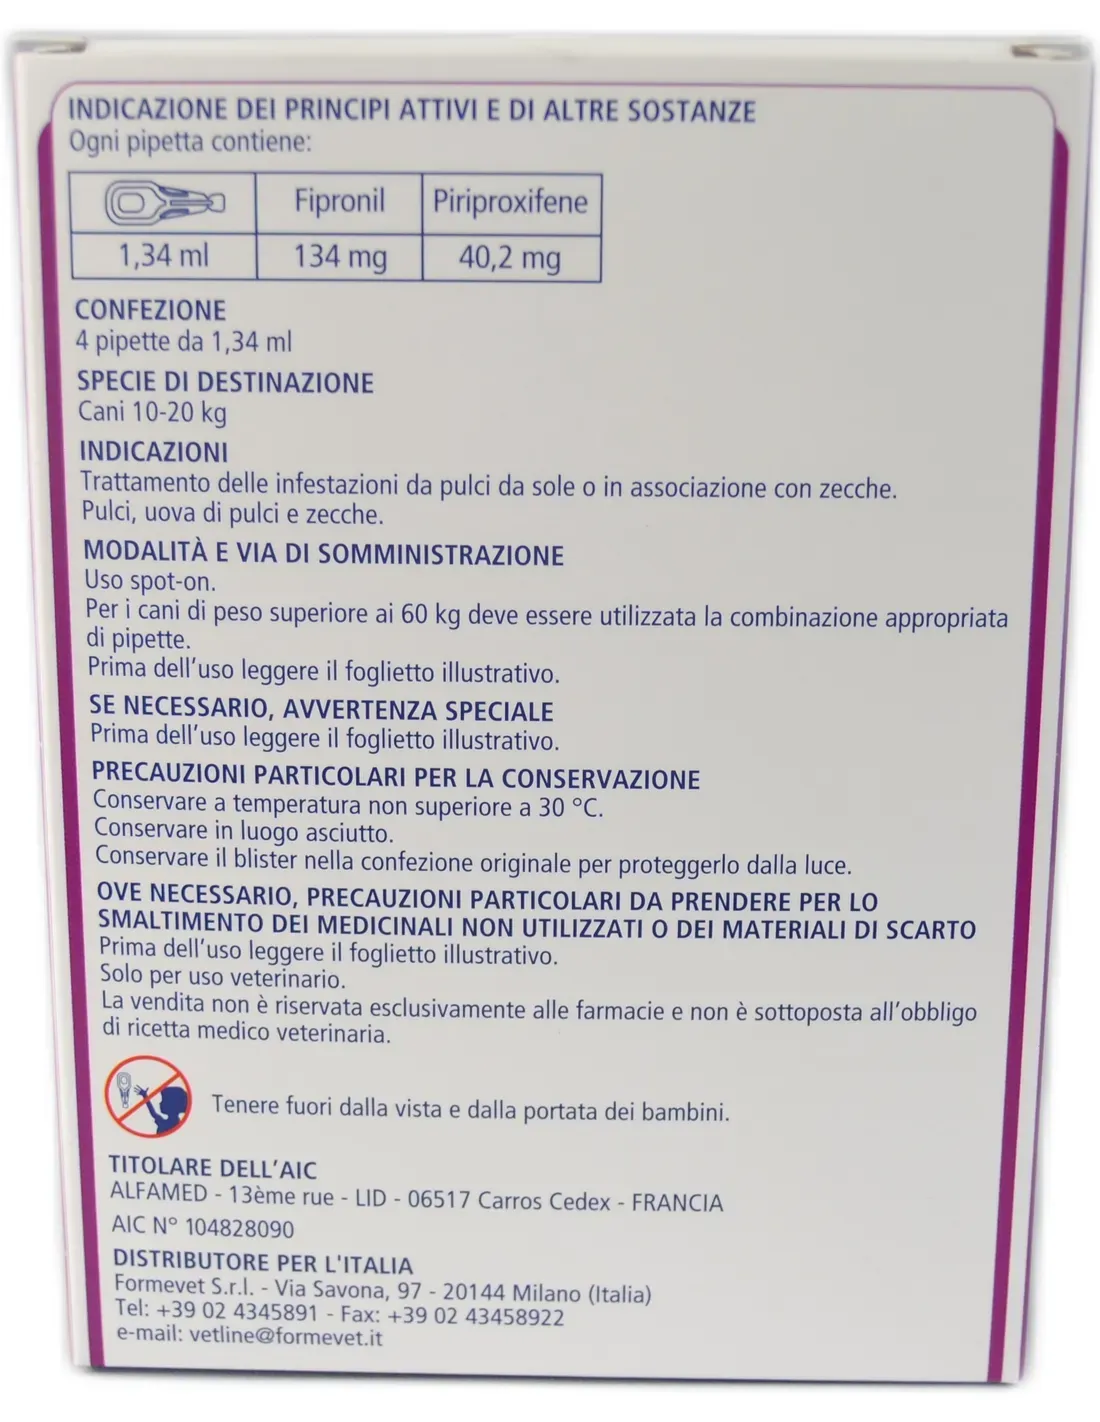 INDICAZIONE DEI PRINCIPI ATTIVI E DI ALTRE SOSTANZE
Ogni pipetta contiene:
Fipronil Piriproxifene
1,34 ml 134 mg 40,2 mg
CONFEZIONE
4 pipette da 1,34 ml
SPECIE DI DESTINAZIONE
Cani 10-20 kg
INDICAZIONI
Trattamento delle infestazioni da pulci da sole o in associazione con zecche.
Pulci, uova di pulci e zecche.
MODALITÀ E VIA DI SOMMINISTRAZIONE
Uso spot-on.
Per i cani di peso superiore ai 60 kg deve essere utilizzata la combinazione appropriata
di pipette.
Prima dell'uso leggere il foglietto illustrativo.
SE NECESSARIO, AVVERTENZA SPECIALE
Prima dell'uso leggere il foglietto illustrativo.
PRECAUZIONI PARTICOLARI PER LA CONSERVAZIONE
Conservare a temperatura non superiore a 30 °C.
Conservare in luogo asciutto.
Conservare il blister nella confezione originale per proteggerlo dalla luce.
OVE NECESSARIO, PRECAUZIONI PARTICOLARI DA PRENDERE PER LO
SMALTIMENTO DEI MEDICINALI NON UTILIZZATI O DEI MATERIALI DI SCARTO
Prima dell'uso leggere il foglietto illustrativo.
Solo per uso veterinario.
La vendita non è riservata esclusivamente alle farmacie e non è sottoposta all'obbligo
di ricetta medico veterinaria.
Tenere fuori dalla vista e dalla portata dei bambini.
TITOLARE DELL'AIC
ALFAMED - 13ème rue - LID - 06517 Carros Cedex - FRANCIA
AIC N° 104828090
DISTRIBUTORE PER L'ITALIA
Formevet S.r.l. - Via Savona, 97 - 20144 Milano (Italia)
Tel: +39 02 4345891 - Fax: +39 02 43458922
e-mail: vetline@formevet.it